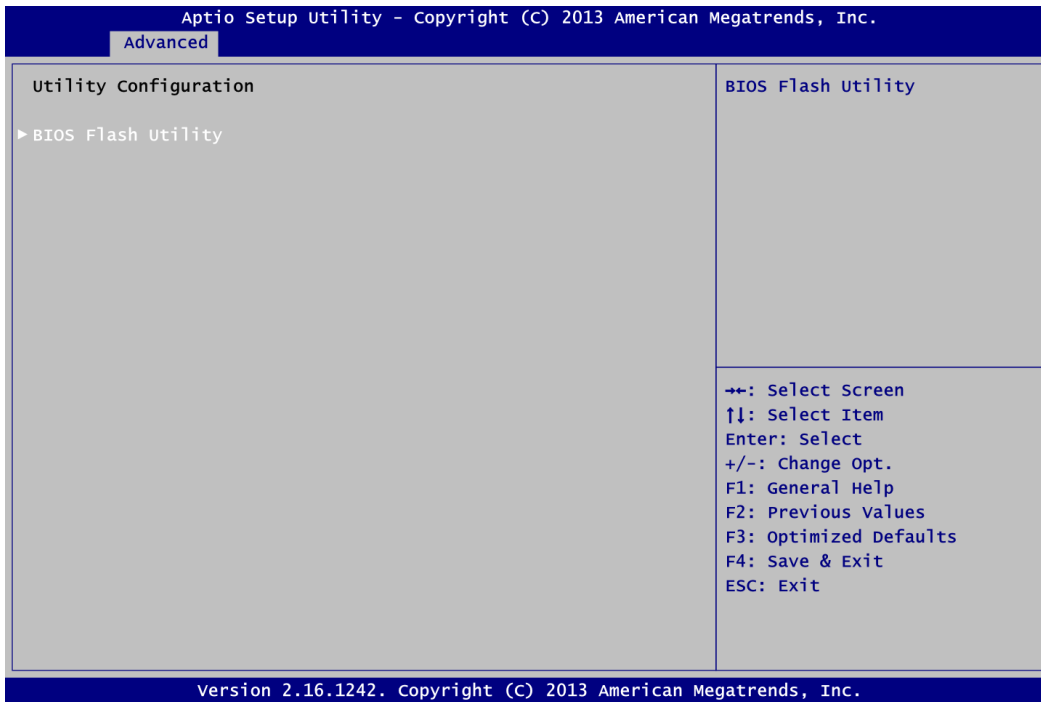 Aptio Setup Utility - Copyright (C) 2013 American Megatrends, Inc.
Advanced
Utility Configuration
►BIOS Flash Utility
BIOS Flash Utility
→←: Select Screen
↑↓: Select Item
Enter: Select
+/-: Change Opt.
F1: General Help
F2: Previous Values
F3: Optimized Defaults
F4: Save & Exit
ESC: Exit
Version 2.16.1242. Copyright (C) 2013 American Megatrends, Inc.